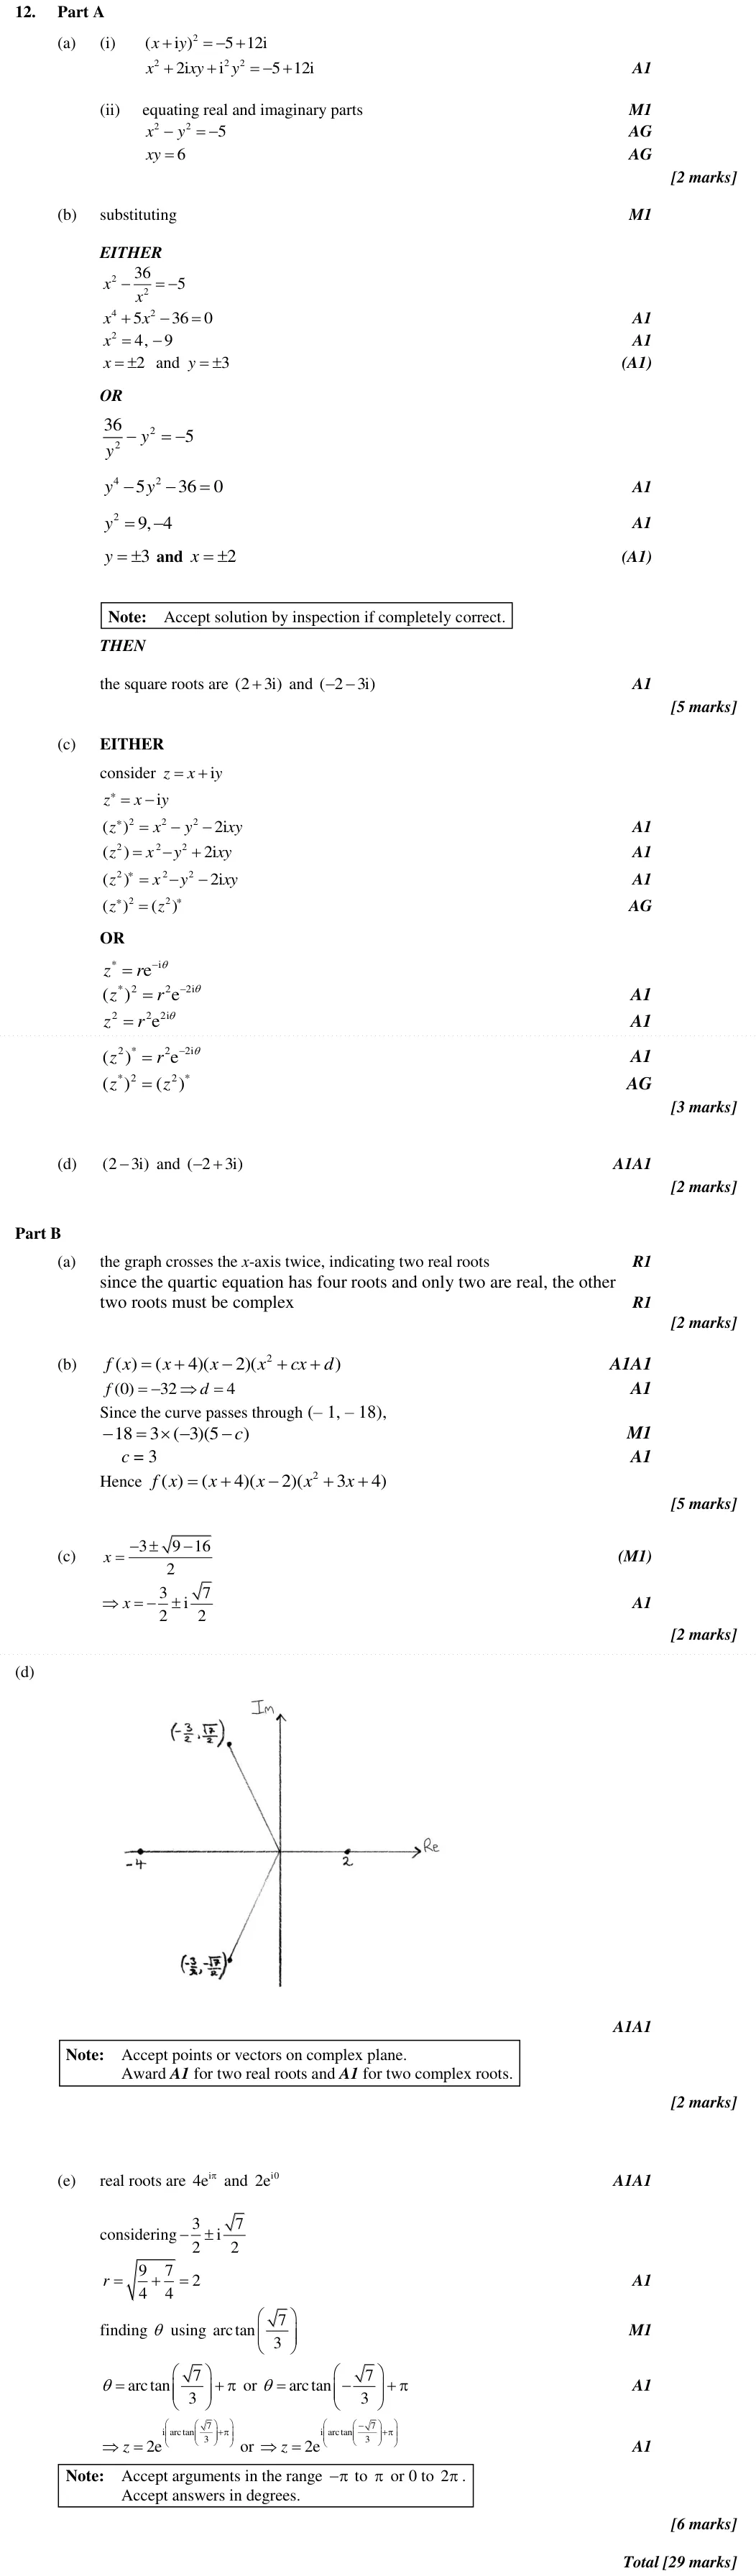 12. Part A
(a) (i) (x+iy)² = −5+12i
x² + 2ixy + i²y² = −5+12i A1
(ii) equating real and imaginary parts M1
x² − y² = −5 AG
xy = 6 AG
[2 marks]
(b) substituting M1
EITHER
x² − 36/x² = −5
x⁴ + 5x² − 36 = 0 A1
x² = 4, −9 A1
x = ±2 and y = ±3 (A1)
OR
36/y² − y² = −5
y⁴ − 5y² − 36 = 0 A1
y² = 9, −4 A1
y = ±3 and x = ±2 (A1)
Note: Accept solution by inspection if completely correct.
THEN
the square roots are (2+3i) and (−2−3i) A1
[5 marks]
(c) EITHER
consider z = x+iy
z* = x−iy
(z*)² = x² − y² − 2ixy A1
(z²) = x²−y² + 2ixy A1
(z²)* = x²−y² − 2ixy A1
(z*)² = (z²)* AG
OR
z* = re^(−iθ)
(z*)² = r²e^(−2iθ) A1
z² = r²e^(2iθ) A1
(z²)* = r²e^(−2iθ) A1
(z*)² = (z²)* AG
[3 marks]
(d) (2−3i) and (−2+3i) A1A1
[2 marks]
Part B
(a) the graph crosses the x-axis twice, indicating two real roots R1
since the quartic equation has four roots and only two are real, the other
two roots must be complex R1
[2 marks]
(b) f(x) = (x+4)(x−2)(x²+cx+d) A1A1
f(0) = −32 ⇒ d = 4 A1
Since the curve passes through (−1, −18),
−18 = 3×(−3)(5−c) M1
c = 3 A1
Hence f(x) = (x+4)(x−2)(x²+3x+4)
[5 marks]
(c) x = (−3±√(9−16))/2 (M1)
⇒ x = −3/2 ± i√7/2 A1
[2 marks]
(d)
Im
(-3/2, √7/2)
Re
-4
2
(-3/2, -√7/2)
A1A1
Note: Accept points or vectors on complex plane.
Award A1 for two real roots and A1 for two complex roots.
[2 marks]
(e) real roots are 4e^(iπ) and 2e^(i0) A1A1
considering −3/2 ± i√7/2
r = √(9/4 + 7/4) = 2 A1
finding θ using arctan(√7/3) M1
θ = arctan(√7/3) + π or θ = arctan(−√7/3) + π A1
⇒ z = 2e^(i(arctan(√7/3)+π)) or ⇒ z = 2e^(i(arctan(−√7/3)+π)) A1
Note: Accept arguments in the range −π to π or 0 to 2π.
Accept answers in degrees.
[6 marks]
Total [29 marks]